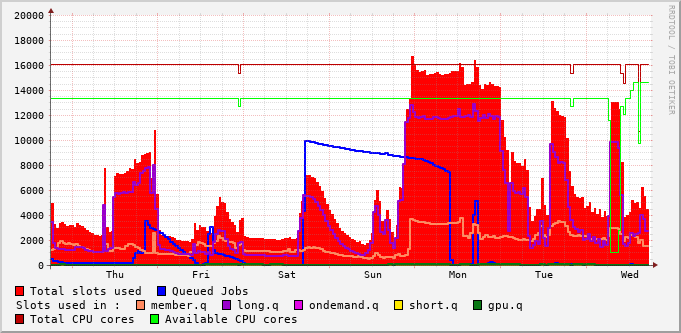 RRDTOOL / TOBI OETIKER
20000
18000
16000
14000
12000
10000
8000
6000
4000
2000
0
Thu Fri Sat Sun Mon Tue Wed
Total slots used Queued Jobs
Slots used in : member.q long.q ondemand.q short.q gpu.q
Total CPU cores Available CPU cores